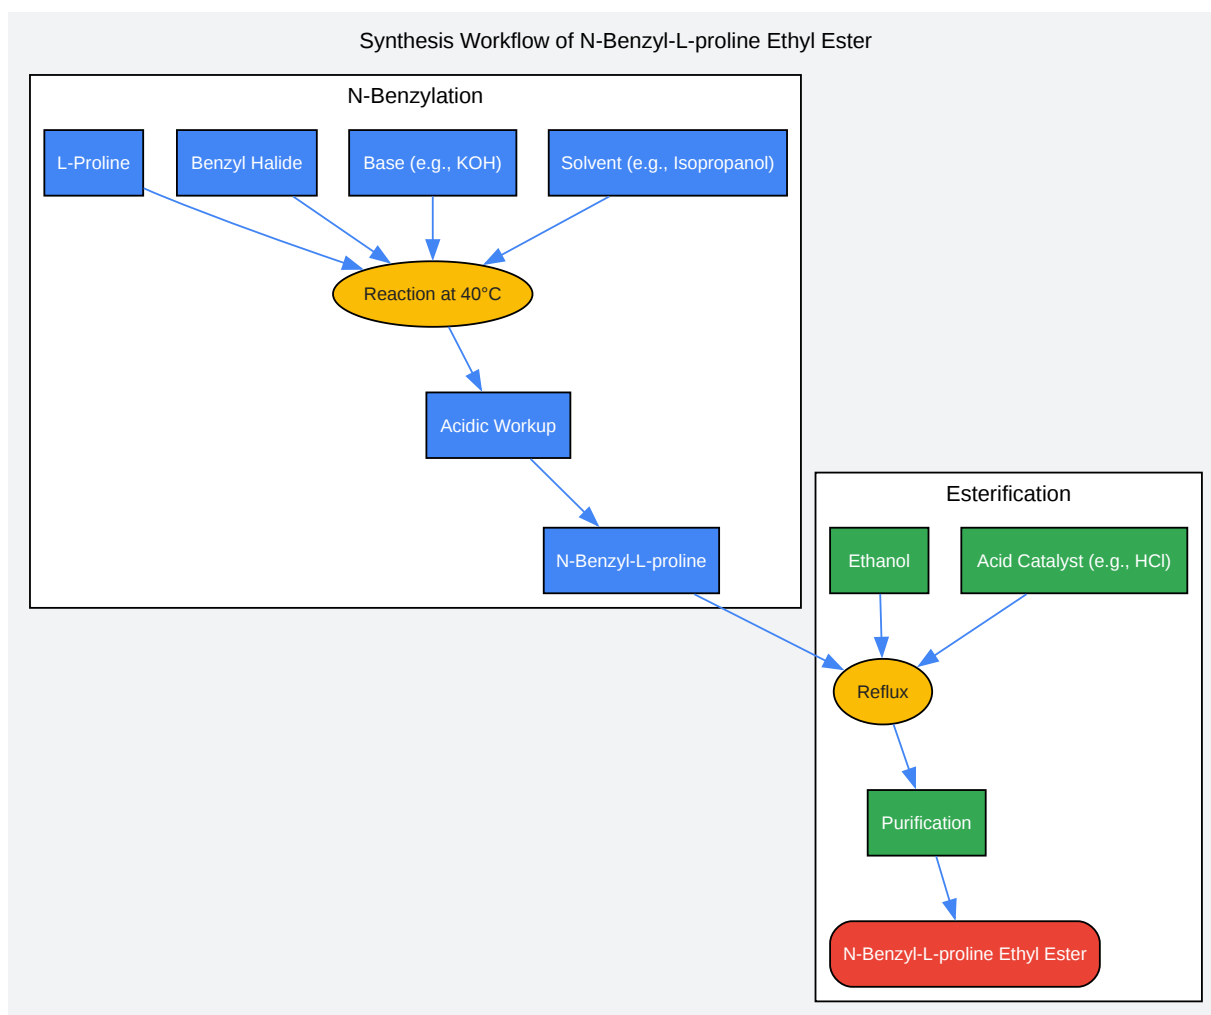 Synthesis Workflow of N-Benzyl-L-proline Ethyl Ester
N-Benzylation
L-Proline
Benzyl Halide
Base (e.g., KOH)
Solvent (e.g., Isopropanol)
Reaction at 40°C
Acidic Workup
N-Benzyl-L-proline
Esterification
Ethanol
Acid Catalyst (e.g., HCl)
Reflux
Purification
N-Benzyl-L-proline Ethyl Ester